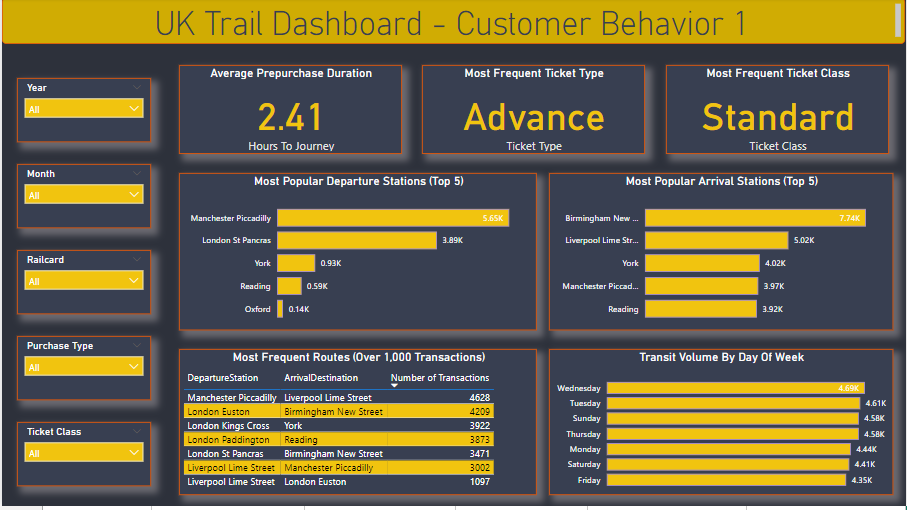 UK Trail Dashboard - Customer Behavior 1
Year
All
Month
All
Railcard
All
Purchase Type
All
Ticket Class
All
Average Prepurchase Duration
2.41
Hours To Journey
Most Frequent Ticket Type
Advance
Ticket Type
Most Frequent Ticket Class
Standard
Ticket Class
Most Popular Departure Stations (Top 5)
Manchester Piccadilly 5.65K
London St Pancras 3.89K
York 0.93K
Reading 0.59K
Oxford 0.14K
Most Popular Arrival Stations (Top 5)
Birmingham New ... 7.74K
Liverpool Lime Str... 5.02K
York 4.02K
Manchester Piccad... 3.97K
Reading 3.92K
Most Frequent Routes (Over 1,000 Transactions)
DepartureStation ArrivalDestination Number of Transactions
Manchester Piccadilly Liverpool Lime Street 4628
London Euston Birmingham New Street 4209
London Kings Cross York 3922
London Paddington Reading 3873
London St Pancras Birmingham New Street 3471
Liverpool Lime Street Manchester Piccadilly 3002
Liverpool Lime Street London Euston 1097
Transit Volume By Day Of Week
Wednesday 4.69K
Tuesday 4.61K
Sunday 4.58K
Thursday 4.58K
Monday 4.44K
Saturday 4.41K
Friday 4.35K